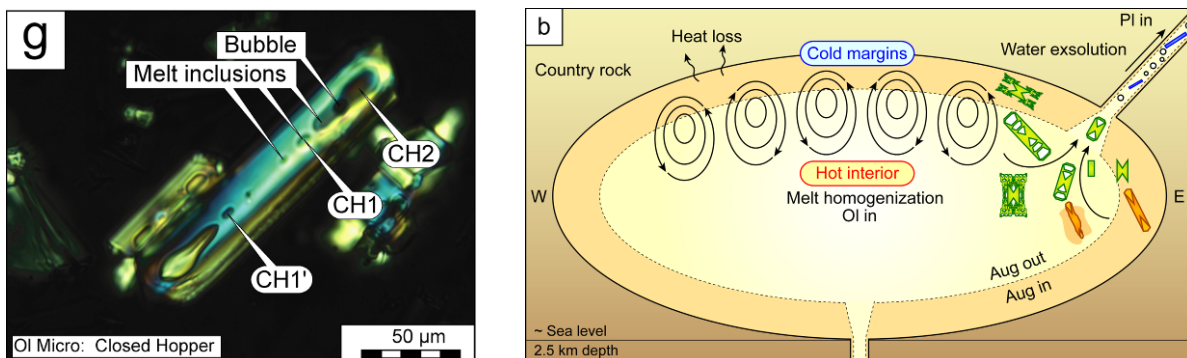 g
Bubble
Melt inclusions
CH2
CH1
CH1'
Ol Micro: Closed Hopper
50 µm
b
Heat loss
Cold margins
Water exsolution
Pl in
Country rock
W
Hot interior
E
Melt homogenization
Ol in
Aug out
Aug in
~ Sea level
2.5 km depth